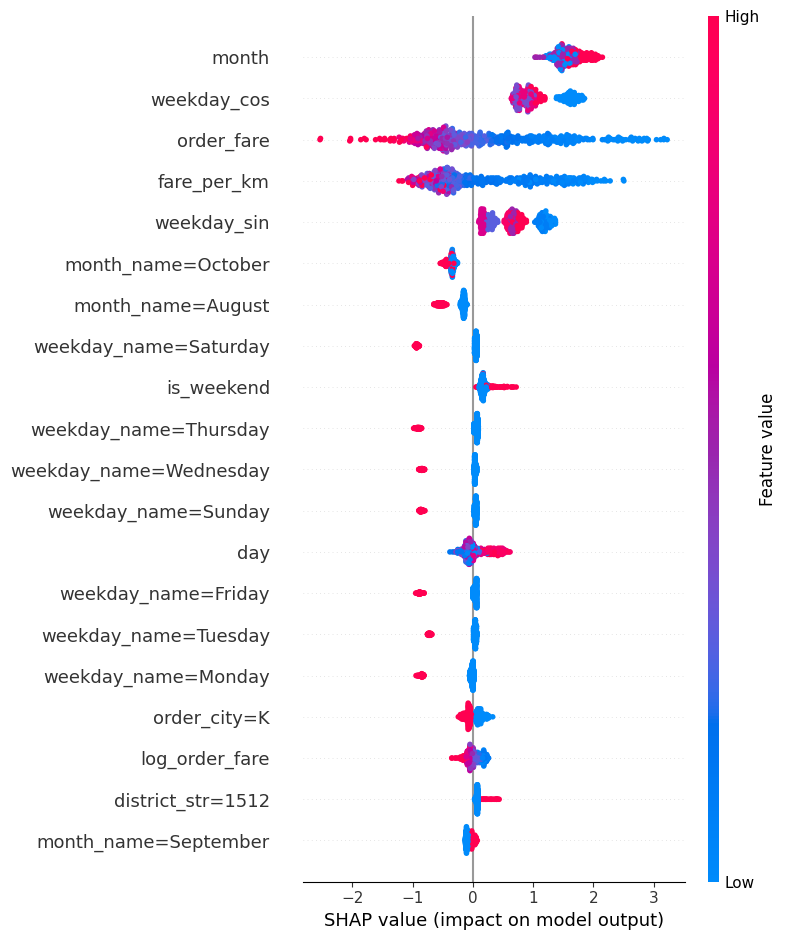 High
month
weekday_cos
order_fare
fare_per_km
weekday_sin
month_name=October
month_name=August
weekday_name=Saturday
is_weekend
weekday_name=Thursday
weekday_name=Wednesday
weekday_name=Sunday
day
weekday_name=Friday
weekday_name=Tuesday
weekday_name=Monday
order_city=K
log_order_fare
district_str=1512
month_name=September
Feature value
Low
−2 −1 0 1 2 3
SHAP value (impact on model output)